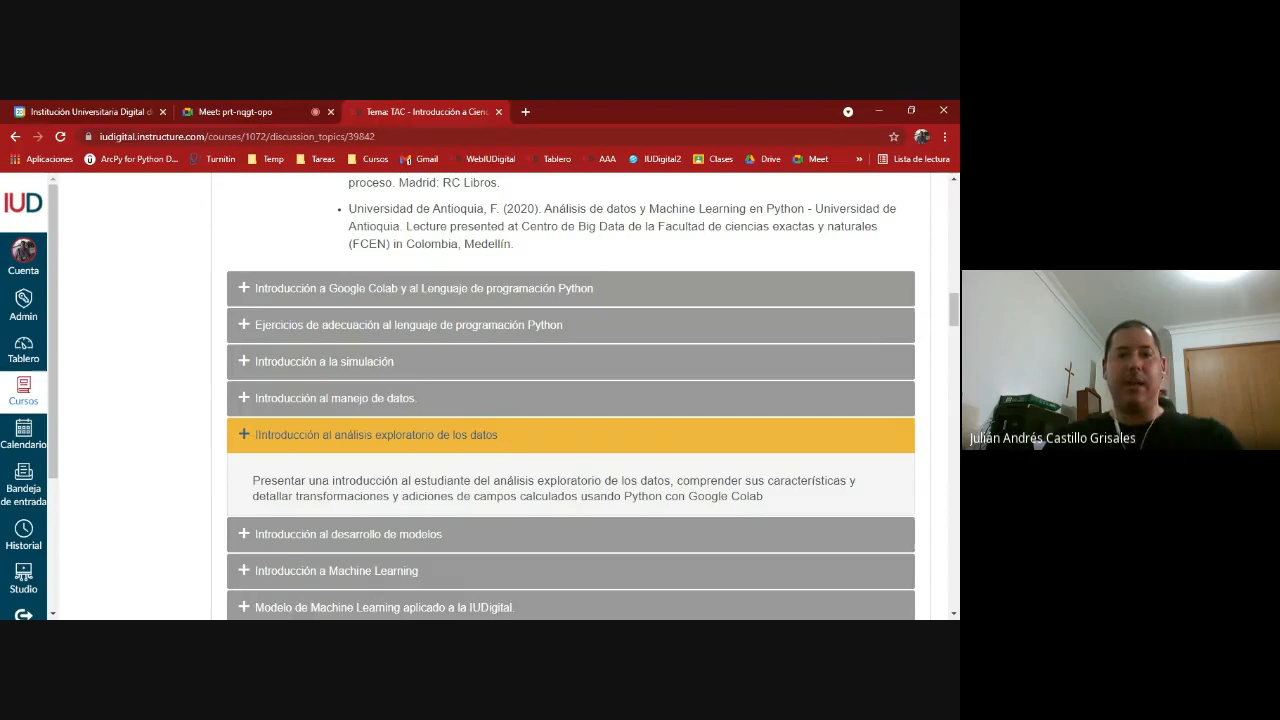 Institución Universitaria Digital d
Meet: prt-nqgt-opo
Tema: TAC - Introducción a Cienc
iudigital.instructure.com/courses/1072/discussion_topics/39842
Aplicaciones
ArcPy for Python D...
Turnitin
Temp
Tareas
Cursos
Gmail
WebIUDigital
Tablero
AAA
IUDigital2
Clases
Drive
Meet
»
Lista de lectura
IUD
Cuenta
Admin
Tablero
Cursos
Calendario
Bandeja
de entrada
Historial
Studio
proceso. Madrid: RC Libros.
• Universidad de Antioquia, F. (2020). Análisis de datos y Machine Learning en Python - Universidad de
Antioquia. Lecture presented at Centro de Big Data de la Facultad de ciencias exactas y naturales
(FCEN) in Colombia, Medellín.
+ Introducción a Google Colab y al Lenguaje de programación Python
+ Ejercicios de adecuación al lenguaje de programación Python
+ Introducción a la simulación
+ Introducción al manejo de datos.
+ IIntroducción al análisis exploratorio de los datos
Presentar una introducción al estudiante del análisis exploratorio de los datos, comprender sus características y
detallar transformaciones y adiciones de campos calculados usando Python con Google Colab
+ Introducción al desarrollo de modelos
+ Introducción a Machine Learning
+ Modelo de Machine Learning aplicado a la IUDigital.
Julián Andrés Castillo Grisales